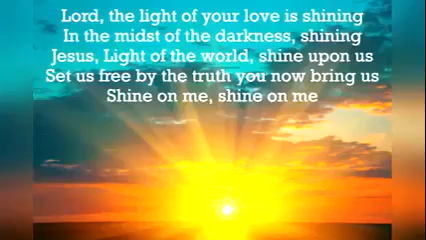 Lord, the light of your love is shining
In the midst of the darkness, shining
Jesus, Light of the world, shine upon us
Set us free by the truth you now bring us
Shine on me, shine on me